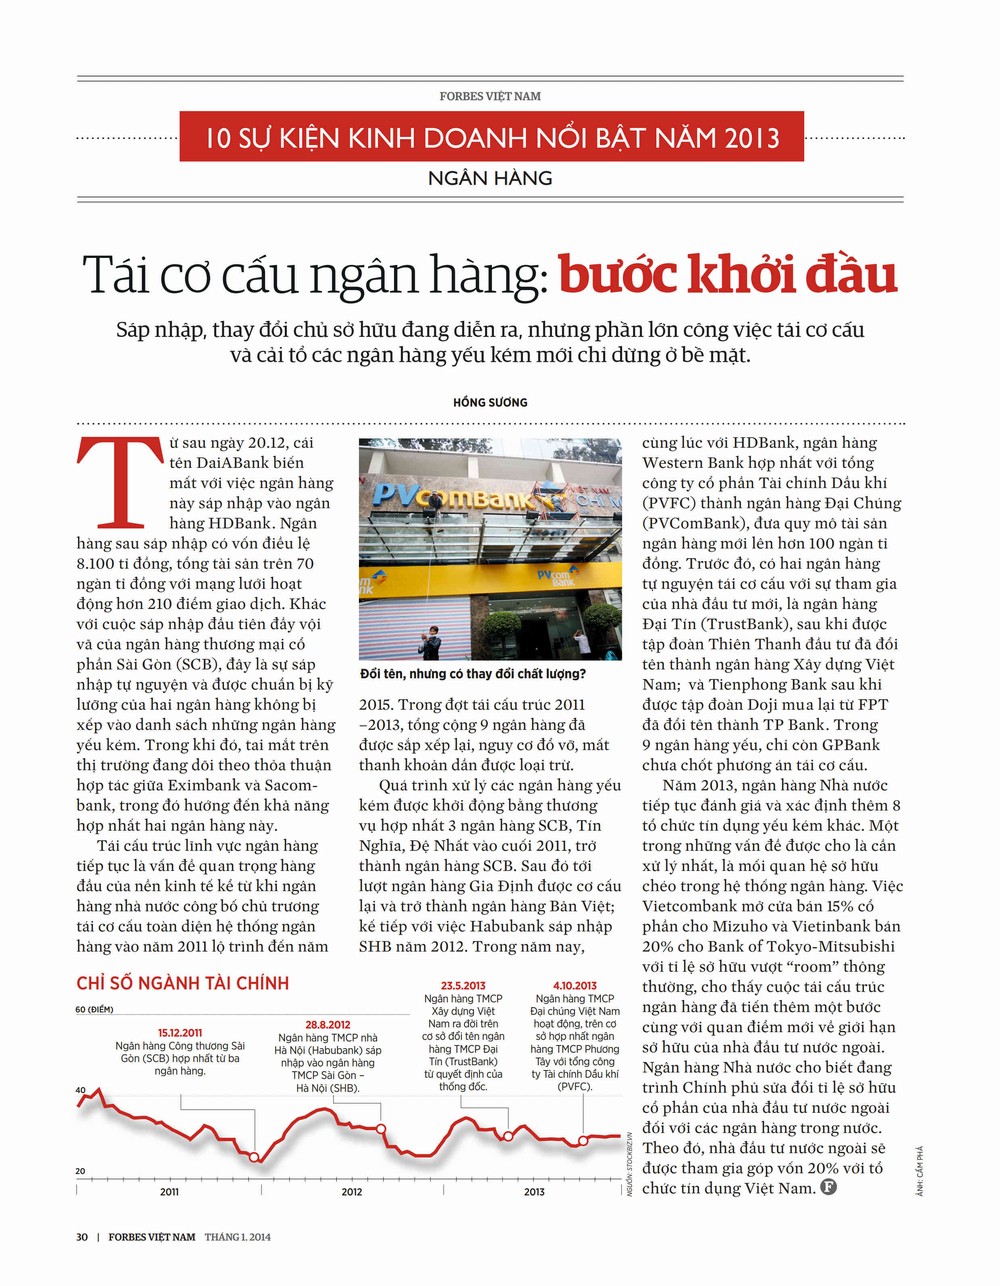 FORBES VIỆT NAM
10 SỰ KIỆN KINH DOANH NỔI BẬT NĂM 2013
NGÂN HÀNG
Tái cơ cấu ngân hàng: bước khởi đầu
Sáp nhập, thay đổi chủ sở hữu đang diễn ra, nhưng phần lớn công việc tái cơ cấu
và cải tổ các ngân hàng yếu kém mới chỉ dừng ở bề mặt.
HỒNG SƯƠNG
Từ sau ngày 20.12, cái
tên DaiABank biến
mất với việc ngân hàng
này sáp nhập vào ngân
hàng HDBank. Ngân
hàng sau sáp nhập có vốn điều lệ
8.100 tỉ đồng, tổng tài sản trên 70
ngàn tỉ đồng với mạng lưới hoạt
động hơn 210 điểm giao dịch. Khác
với cuộc sáp nhập đầu tiên đầy vội
vã của ngân hàng thương mại cổ
phần Sài Gòn (SCB), đây là sự sáp
nhập tự nguyện và được chuẩn bị kỹ
lưỡng của hai ngân hàng không bị
xếp vào danh sách những ngân hàng
yếu kém. Trong khi đó, tai mắt trên
thị trường đang dõi theo thỏa thuận
hợp tác giữa Eximbank và Sacom-
bank, trong đó hướng đến khả năng
hợp nhất hai ngân hàng này.
Tái cấu trúc lĩnh vực ngân hàng
tiếp tục là vấn đề quan trọng hàng
đầu của nền kinh tế kể từ khi ngân
hàng nhà nước công bố chủ trương
tái cơ cấu toàn diện hệ thống ngân
hàng vào năm 2011 lộ trình đến năm
PVcomBank
VIỆT NAM
PVcom
Bank
Đổi tên, nhưng có thay đổi chất lượng?
2015. Trong đợt tái cấu trúc 2011
–2013, tổng cộng 9 ngân hàng đã
được sắp xếp lại, nguy cơ đổ vỡ, mất
thanh khoản dần được loại trừ.
Quá trình xử lý các ngân hàng yếu
kém được khởi động bằng thương
vụ hợp nhất 3 ngân hàng SCB, Tín
Nghĩa, Đệ Nhất vào cuối 2011, trở
thành ngân hàng SCB. Sau đó tới
lượt ngân hàng Gia Định được cơ cấu
lại và trở thành ngân hàng Bản Việt;
kế tiếp với việc Habubank sáp nhập
SHB năm 2012. Trong năm nay,
cùng lúc với HDBank, ngân hàng
Western Bank hợp nhất với tổng
công ty cổ phần Tài chính Dầu khí
(PVFC) thành ngân hàng Đại Chúng
(PVComBank), đưa quy mô tài sản
ngân hàng mới lên hơn 100 ngàn tỉ
đồng. Trước đó, có hai ngân hàng
tự nguyện tái cơ cấu với sự tham gia
của nhà đầu tư mới, là ngân hàng
Đại Tín (TrustBank), sau khi được
tập đoàn Thiên Thanh đầu tư đã đổi
tên thành ngân hàng Xây dựng Việt
Nam; và Tienphong Bank sau khi
được tập đoàn Doji mua lại từ FPT
đã đổi tên thành TP Bank. Trong
9 ngân hàng yếu, chỉ còn GPBank
chưa chốt phương án tái cơ cấu.
Năm 2013, ngân hàng Nhà nước
tiếp tục đánh giá và xác định thêm 8
tổ chức tín dụng yếu kém khác. Một
trong những vấn đề được cho là cần
xử lý nhất, là mối quan hệ sở hữu
chéo trong hệ thống ngân hàng. Việc
Vietcombank mở cửa bán 15% cổ
phần cho Mizuho và Vietinbank bán
20% cho Bank of Tokyo-Mitsubishi
với tỉ lệ sở hữu vượt “room” thông
thường, cho thấy cuộc tái cấu trúc
ngân hàng đã tiến thêm một bước
cùng với quan điểm mới về giới hạn
sở hữu của nhà đầu tư nước ngoài.
Ngân hàng Nhà nước cho biết đang
trình Chính phủ sửa đổi tỉ lệ sở hữu
cổ phần của nhà đầu tư nước ngoài
đối với các ngân hàng trong nước.
Theo đó, nhà đầu tư nước ngoài sẽ
được tham gia góp vốn 20% với tổ
chức tín dụng Việt Nam. F
CHỈ SỐ NGÀNH TÀI CHÍNH
60 (ĐIỂM)
40
20
15.12.2011
Ngân hàng Công thương Sài
Gòn (SCB) hợp nhất từ ba
ngân hàng.
28.8.2012
Ngân hàng TMCP nhà
Hà Nội (Habubank) sáp
nhập vào ngân hàng
TMCP Sài Gòn –
Hà Nội (SHB).
23.5.2013
Ngân hàng TMCP
Xây dựng Việt
Nam ra đời trên
cơ sở đổi tên ngân
hàng TMCP Đại
Tín (TrustBank)
từ quyết định của
thống đốc.
4.10.2013
Ngân hàng TMCP
Đại chúng Việt Nam
hoạt động, trên cơ
sở hợp nhất ngân
hàng TMCP Phương
Tây với tổng công
ty Tài chính Dầu khí
(PVFC).
2011
2012
2013
NGUỒN: STOCKBIZ.VN
ẢNH: CẨM PHẢ
30 | FORBES VIỆT NAM THÁNG 1. 2014